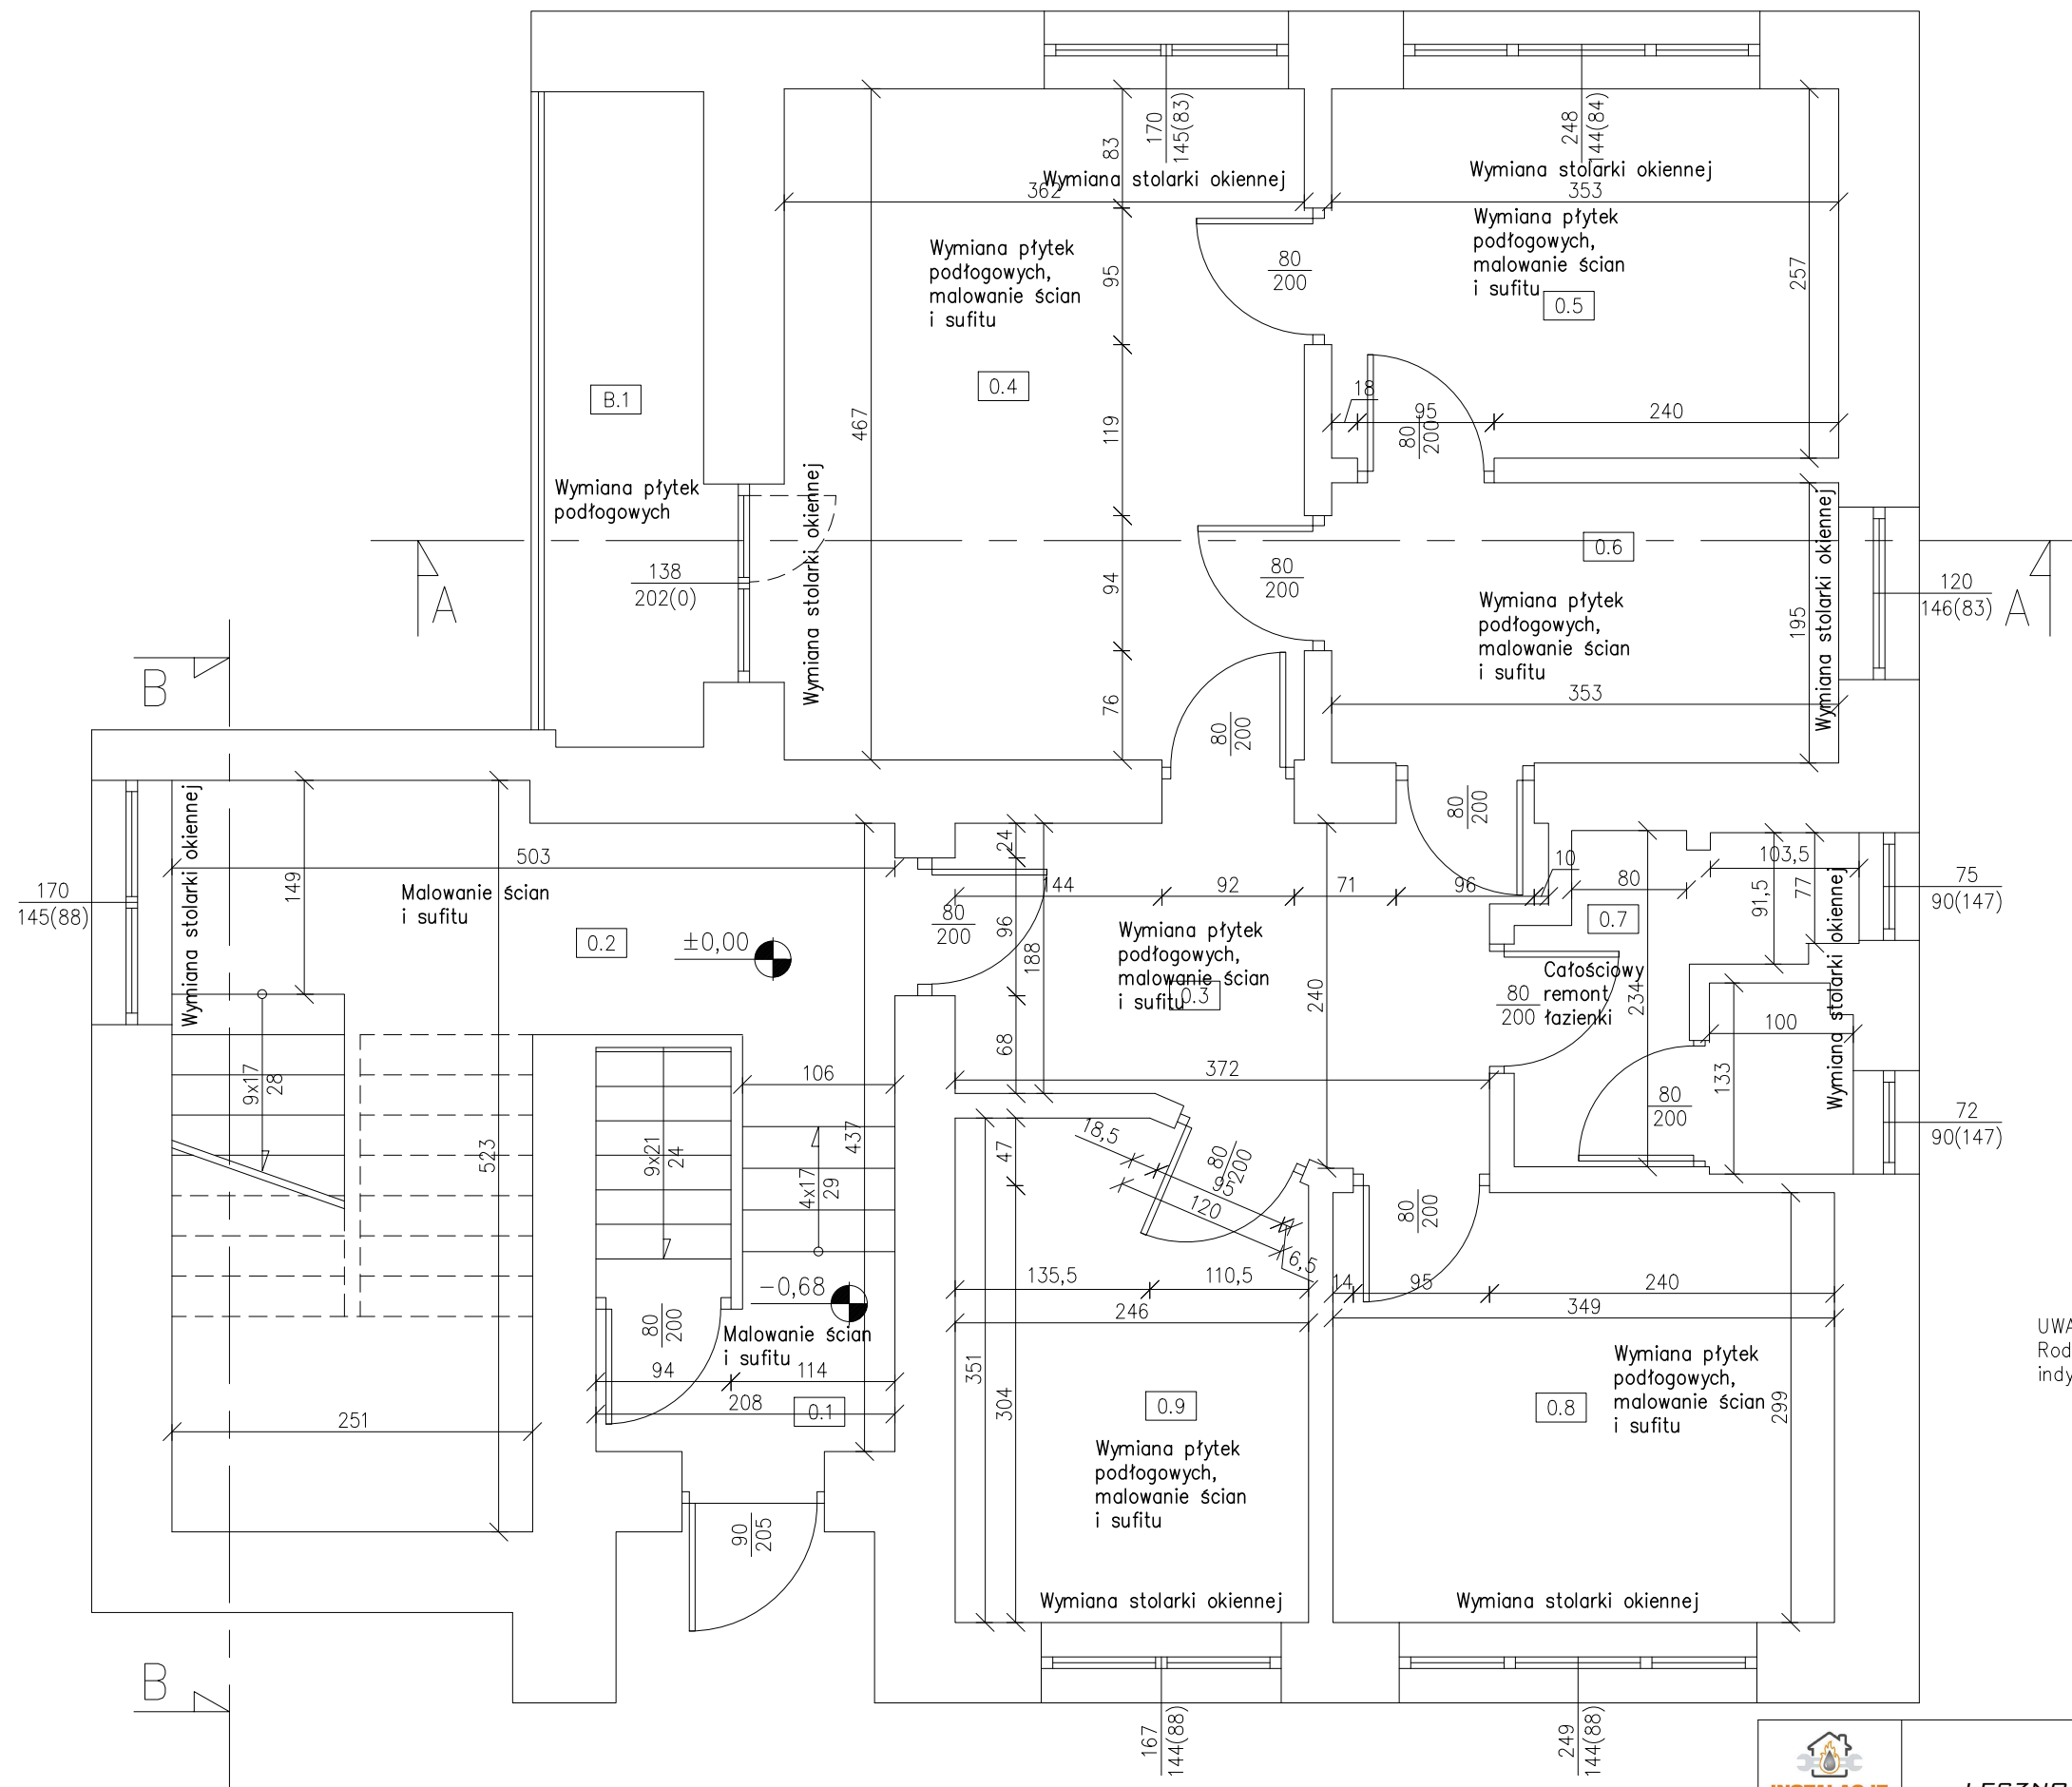 170
145(83)
248
144(84)
83
Wymiana stolarki okiennej
Wymiana stolarki okiennej
362
353
Wymiana płytek
podłogowych,
malowanie ścian
i sufitu
0.5
Wymiana płytek
podłogowych,
malowanie ścian
i sufitu
95
80
200
257
0.4
B.1
18
95
240
80
200
467
119
Wymiana płytek
podłogowych
Wymiana stolarki okiennej
138
202(0)
A
94
80
200
0.6
Wymiana płytek
podłogowych,
malowanie ścian
i sufitu
195
Wymiana stolarki okiennej
120
146(83)
A
B
76
80
200
353
80
200
Wymiana stolarki okiennej
149
503
170
145(88)
Malowanie ścian
i sufitu
0.2
±0,00
24
144
92
71
96
10
80
103,5
77
91,5
75
90(147)
80
200
96
188
Wymiana płytek
podłogowych,
malowanie ścian
i sufitu
0.3
240
0.7
Całościowy
remont
łazienki
80
200
234
Wymiana stolarki okiennej
100
68
372
133
80
200
72
90(147)
9x17
28
523
9x21
24
106
4x17
29
437
47
18,5
80
200
95
120
6,5
80
200
135,5
110,5
14
95
240
246
349
-0,68
80
200
Malowanie ścian
i sufitu
94
114
208
0.1
251
351
304
0.9
Wymiana płytek
podłogowych,
malowanie ścian
i sufitu
0.8
Wymiana płytek
podłogowych,
malowanie ścian
i sufitu
299
90
205
Wymiana stolarki okiennej
Wymiana stolarki okiennej
B
167
144(88)
249
144(88)